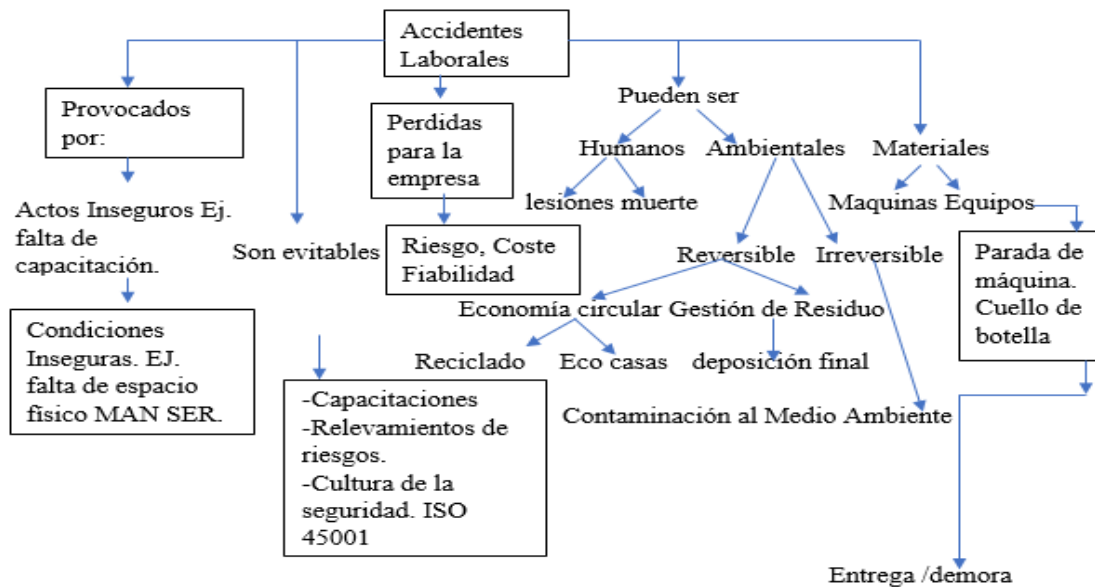 Accidentes
Laborales
Provocados
por:
Actos Inseguros Ej.
falta de
capacitación.
Condiciones
Inseguras. EJ.
falta de espacio
físico MAN SER.
Son evitables
-Capacitaciones
-Relevamientos de
riesgos.
-Cultura de la
seguridad. ISO
45001
Perdidas
para la
empresa
Riesgo, Coste
Fiabilidad
Pueden ser
Humanos
Ambientales
Materiales
lesiones muerte
Maquinas Equipos
Reversible
Irreversible
Economía circular Gestión de Residuo
Reciclado
Eco casas
deposición final
Contaminación al Medio Ambiente
Parada de
máquina.
Cuello de
botella
Entrega /demora